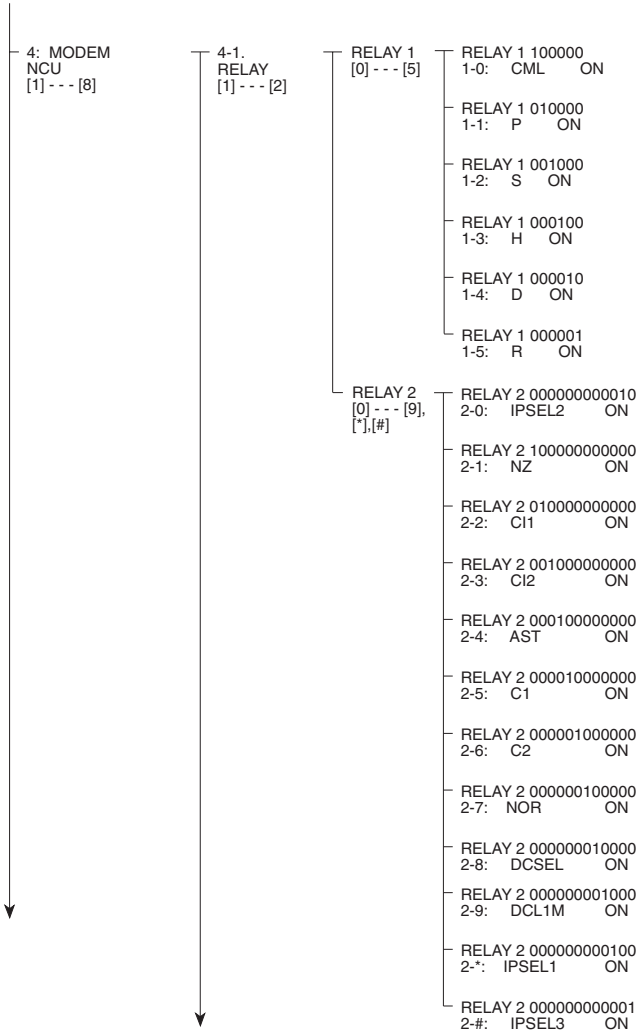 4: MODEM
NCU
[1] - - - [8]
4-1.
RELAY
[1] - - - [2]
RELAY 1
[0] - - - [5]
RELAY 1 100000
1-0: CML ON
RELAY 1 010000
1-1: P ON
RELAY 1 001000
1-2: S ON
RELAY 1 000100
1-3: H ON
RELAY 1 000010
1-4: D ON
RELAY 1 000001
1-5: R ON
RELAY 2
[0] - - - [9],
[*],[#]
RELAY 2 000000000010
2-0: IPSEL2 ON
RELAY 2 100000000000
2-1: NZ ON
RELAY 2 010000000000
2-2: CI1 ON
RELAY 2 001000000000
2-3: CI2 ON
RELAY 2 000100000000
2-4: AST ON
RELAY 2 000010000000
2-5: C1 ON
RELAY 2 000001000000
2-6: C2 ON
RELAY 2 000000100000
2-7: NOR ON
RELAY 2 000000010000
2-8: DCSEL ON
RELAY 2 000000001000
2-9: DCL1M ON
RELAY 2 000000000100
2-*: IPSEL1 ON
RELAY 2 000000000001
2-#: IPSEL3 ON